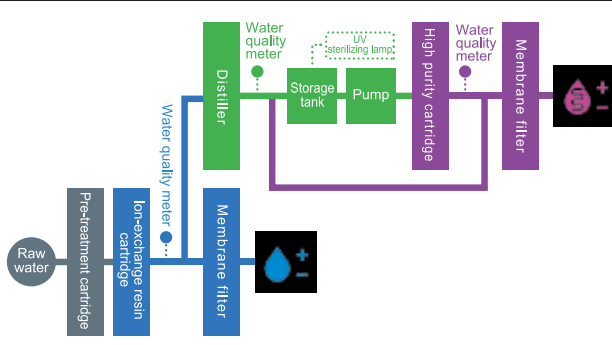 Raw
water
Pre-treatment cartridge
Ion-exchange resin
cartridge
Water quality meter
Membrane filter
Distiller
Water
quality
meter
UV
sterilizing lamp
Storage
tank
Pump
High purity cartridge
Water
quality
meter
Membrane filter